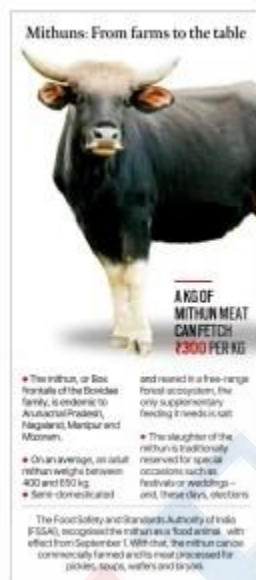 Mithuns: From farms to the table
A KG OF
MITHUN MEAT
CAN FETCH
₹300 PER KG
• The mithun, or Bos
frontalis of the Bovidae
family, is endemic to
Arunachal Pradesh,
Nagaland, Manipur and
Mizoram.
• On an average, an adult
mithun weighs between
400 and 650 kg
• Semi-domesticated
and reared in a free-range
forest ecosystem, the
only supplementary
feeding it needs is salt
• The slaughter of the
mithun is traditionally
reserved for special
occasions such as
festivals or weddings –
and, these days, elections
The Food Safety and Standards Authority of India
(FSSAI), recognised the mithun as a 'food animal' with
effect from September 1. With that, the mithun can be
commercially farmed and its meat processed for
pickles, soups, wafers and biryani.